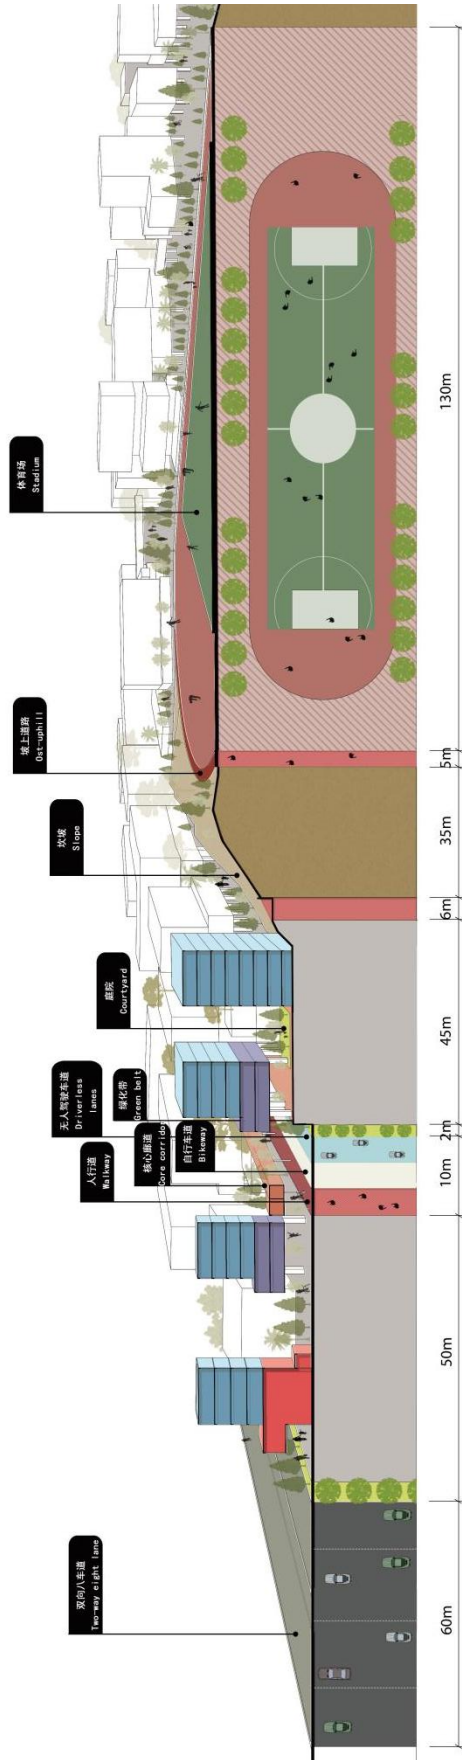 双向八车道
Two-way eight lane
人行道
Walkway
核心廊道
Core corridor
自行车道
Bikeway
无人驾驶车道
Driverless
lanes
绿化带
Green belt
庭院
Courtyard
坎坡
Slope
坡上道路
Ost-uphill
体育场
Stadium
60m
50m
10m
2m
45m
6m
35m
5m
130m